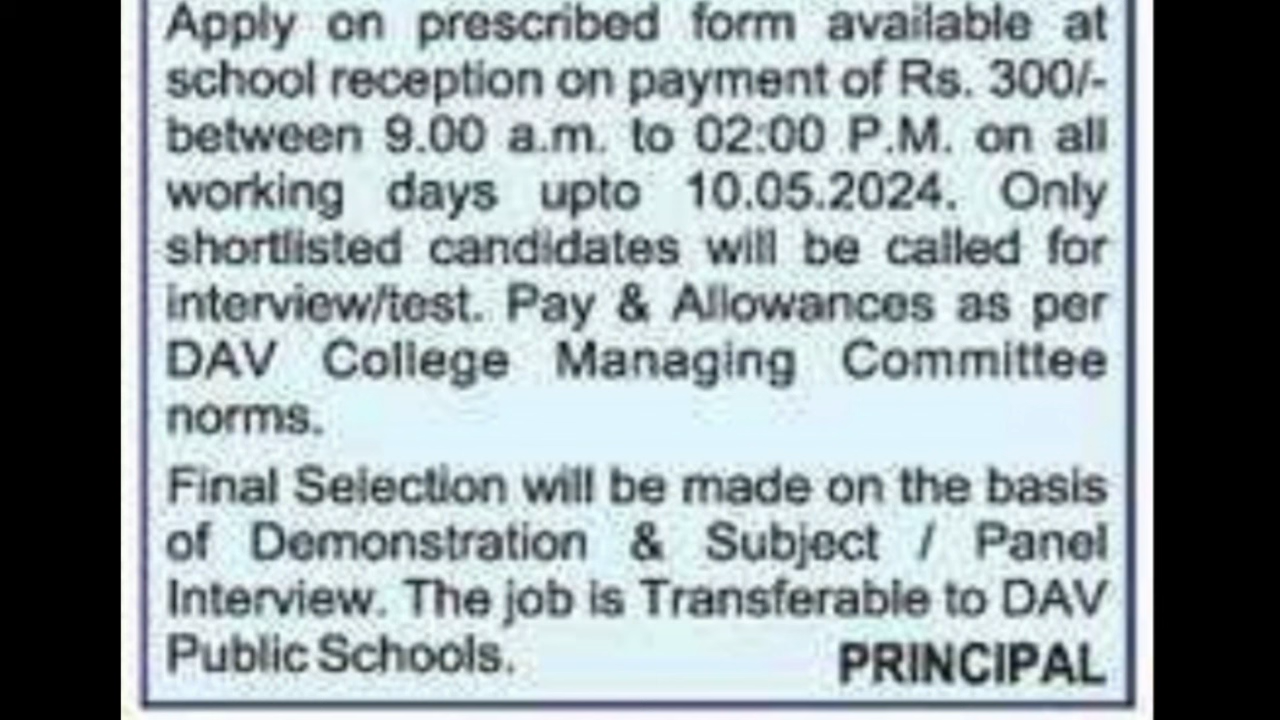 Apply on prescribed form available at
school reception on payment of Rs. 300/-
between 9.00 a.m. to 02:00 P.M. on all
working days upto 10.05.2024. Only
shortlisted candidates will be called for
interview/test. Pay & Allowances as per
DAV College Managing Committee
norms.
Final Selection will be made on the basis
of Demonstration & Subject / Panel
Interview. The job is Transferable to DAV
Public Schools.
PRINCIPAL